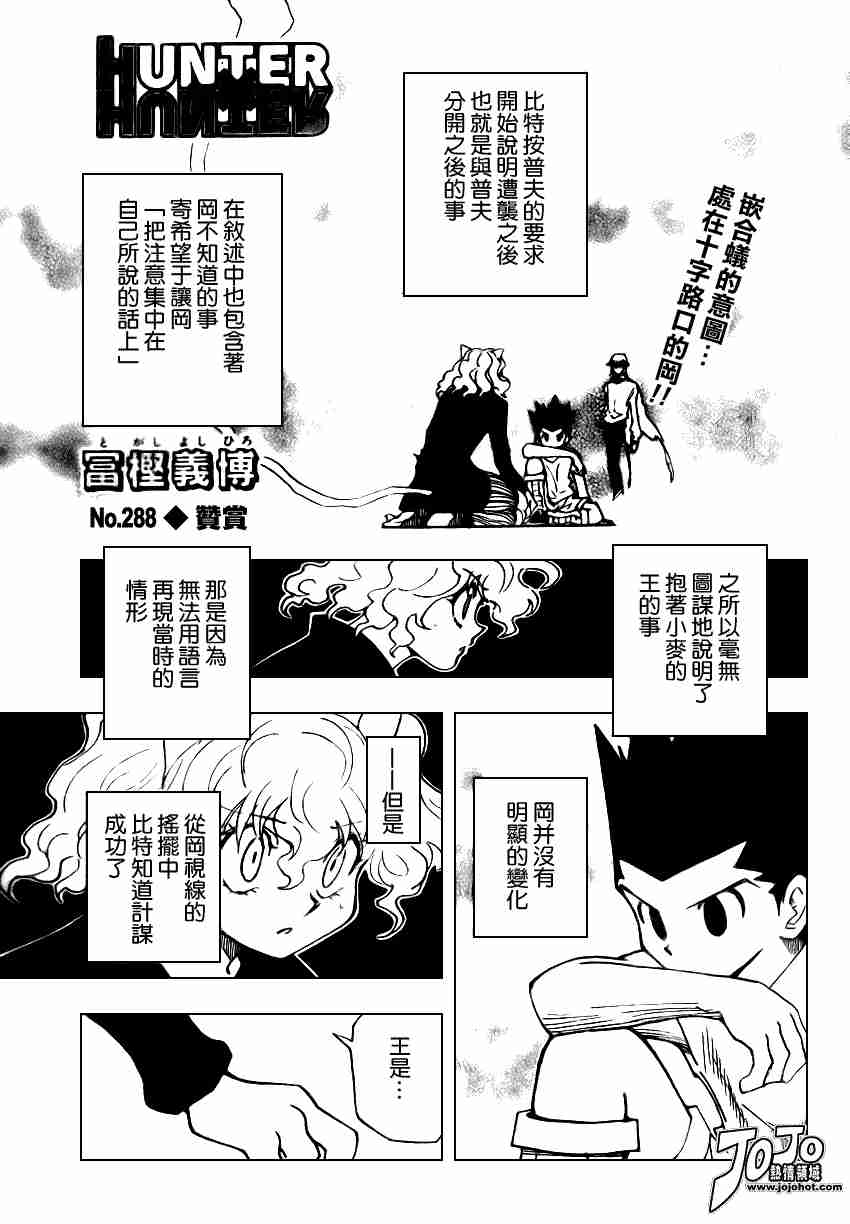 HUNTER
HUNTER
比特按普夫的要求
開始說明遭襲之後
也就是與普夫
分開之後的事
嵌合蟻的意圖…
處在十字路口的岡!!
在敘述中也包含著
岡不知道的事
寄希望于讓岡
「把注意集中在
自己所說的話上」
とがしよしひろ
冨樫義博
No.288 ◆ 贊賞
之所以毫無
圖謀地說明了
抱著小麥的
王的事
那是因為
無法用語言
再現當時的
情形
岡并沒有
明顯的變化
——但是
從岡視線的
搖擺中
比特知道計謀
成功了
王是…
JOJO
熱情領域
www.jojohot.com